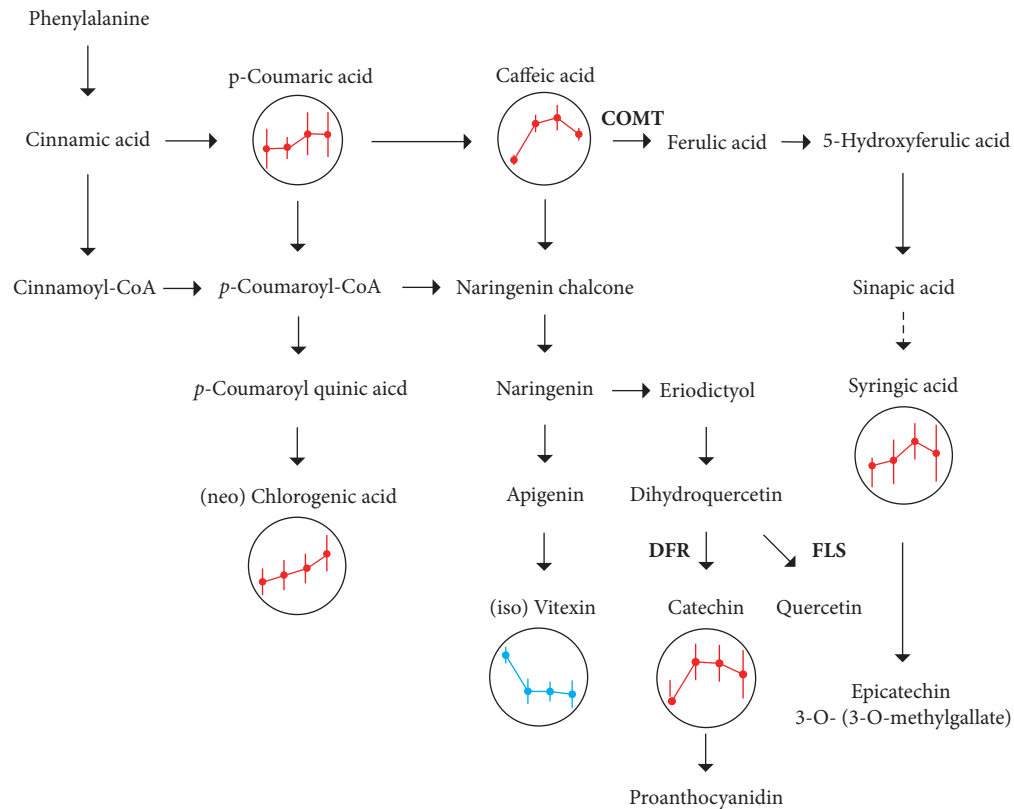 Phenylalanine
p-Coumaric acid
Caffeic acid
COMT
Cinnamic acid
Ferulic acid
5-Hydroxyferulic acid
Cinnamoyl-CoA
p-Coumaroyl-CoA
Naringenin chalcone
Sinapic acid
p-Coumaroyl quinic aicd
Naringenin
Eriodictyol
Syringic acid
(neo) Chlorogenic acid
Apigenin
Dihydroquercetin
DFR
FLS
(iso) Vitexin
Catechin
Quercetin
Epicatechin
3-O- (3-O-methylgallate)
Proanthocyanidin